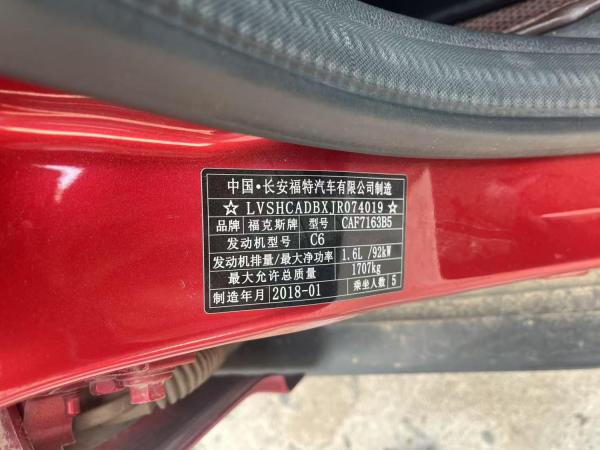 中国·长安福特汽车有限公司制造
☆ LVSHCADBXJR074019 ☆
品牌 福克斯牌 型号 CAF7163B5
发动机型号 C6
发动机排量/最大净功率 1.6L /92kW
最大允许总质量 1707kg
制造年月 2018-01 乘坐人数 5